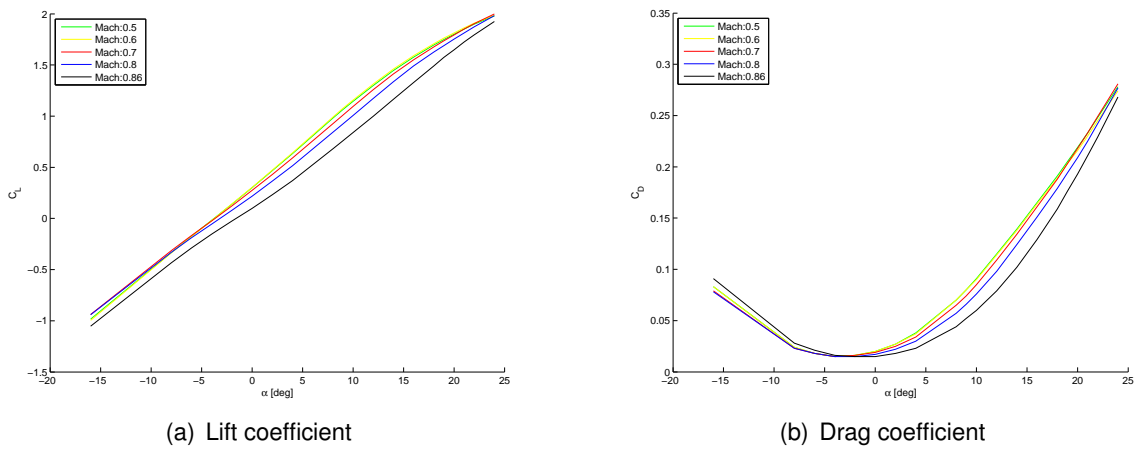 Mach:0.5
Mach:0.6
Mach:0.7
Mach:0.8
Mach:0.86
2
1.5
1
0.5
0
−0.5
−1
−1.5
C_L
−20 −15 −10 −5 0 5 10 15 20 25
α [deg]
(a) Lift coefficient
Mach:0.5
Mach:0.6
Mach:0.7
Mach:0.8
Mach:0.86
0.35
0.3
0.25
0.2
0.15
0.1
0.05
0
C_D
−20 −15 −10 −5 0 5 10 15 20 25
α [deg]
(b) Drag coefficient